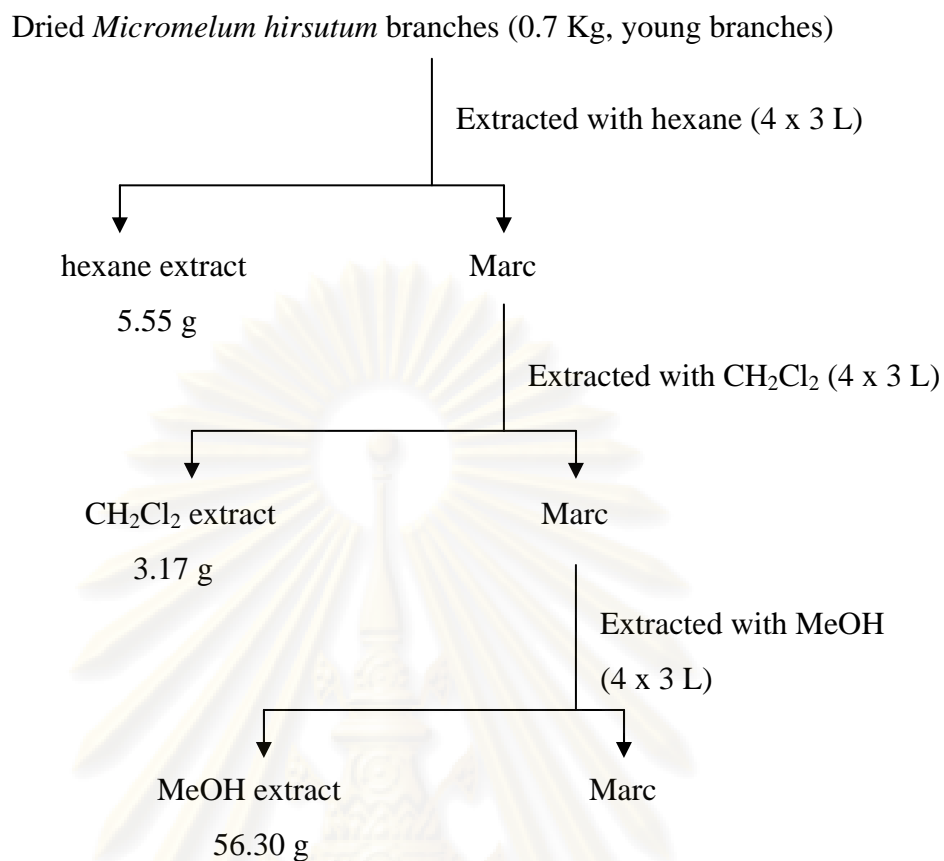 Dried Micromelum hirsutum branches (0.7 Kg, young branches)
Extracted with hexane (4 x 3 L)
hexane extract
5.55 g
Marc
Extracted with CH₂Cl₂ (4 x 3 L)
CH₂Cl₂ extract
3.17 g
Marc
Extracted with MeOH
(4 x 3 L)
MeOH extract
56.30 g
Marc